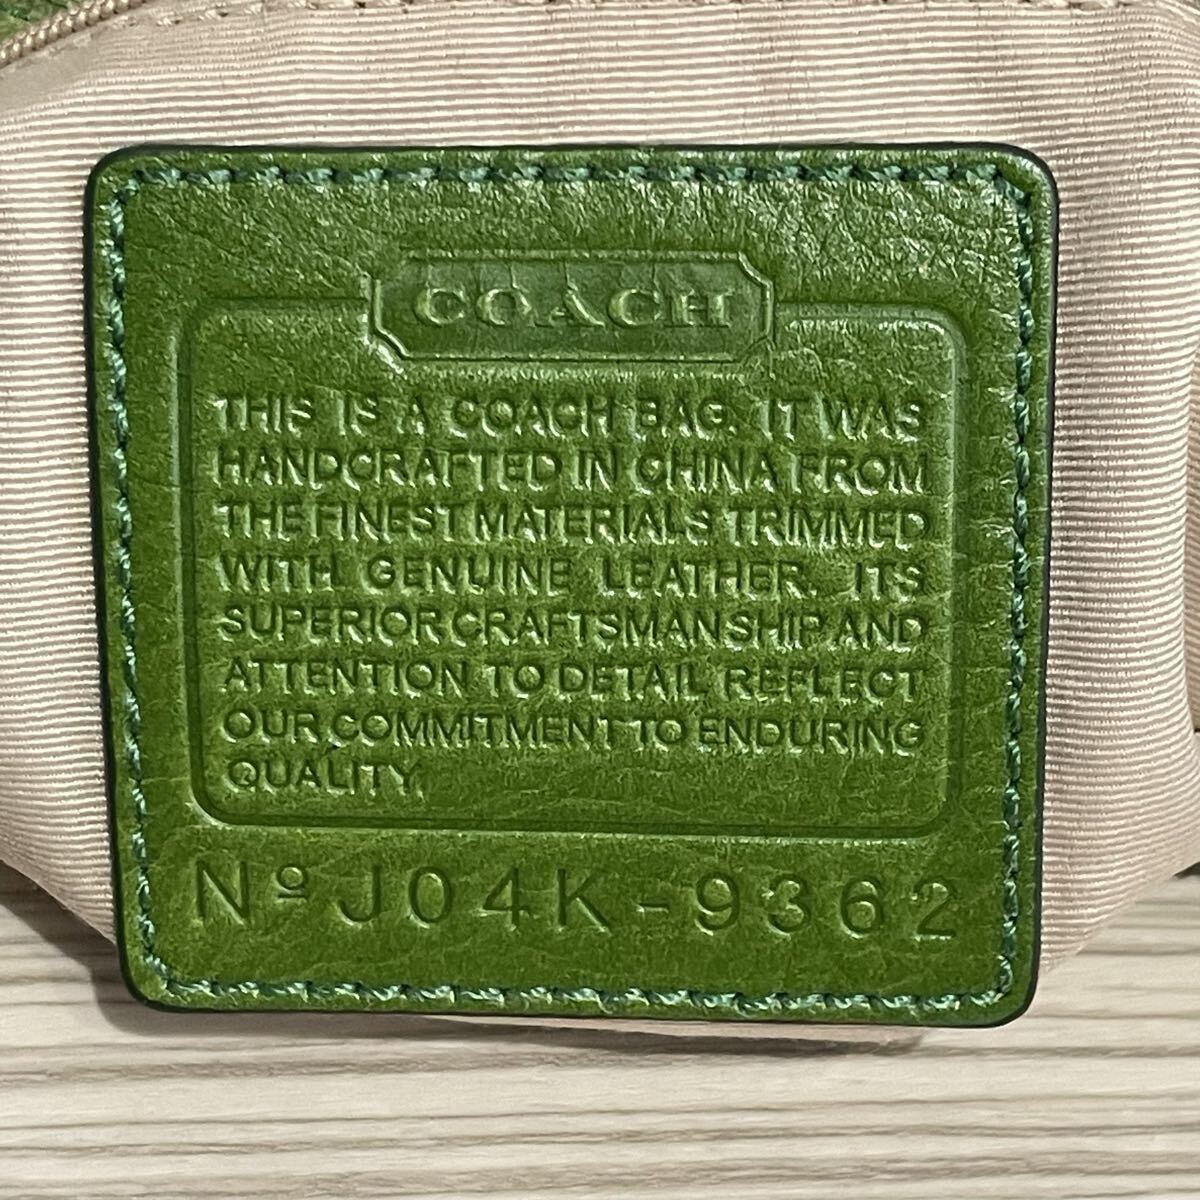 COACH
THIS IS A COACH BAG. IT WAS
HANDCRAFTED IN CHINA FROM
THE FINEST MATERIALS TRIMMED
WITH GENUINE LEATHER. ITS
SUPERIOR CRAFTSMANSHIP AND
ATTENTION TO DETAIL REFLECT
OUR COMMITMENT TO ENDURING
QUALITY.
Nº J04K-9362